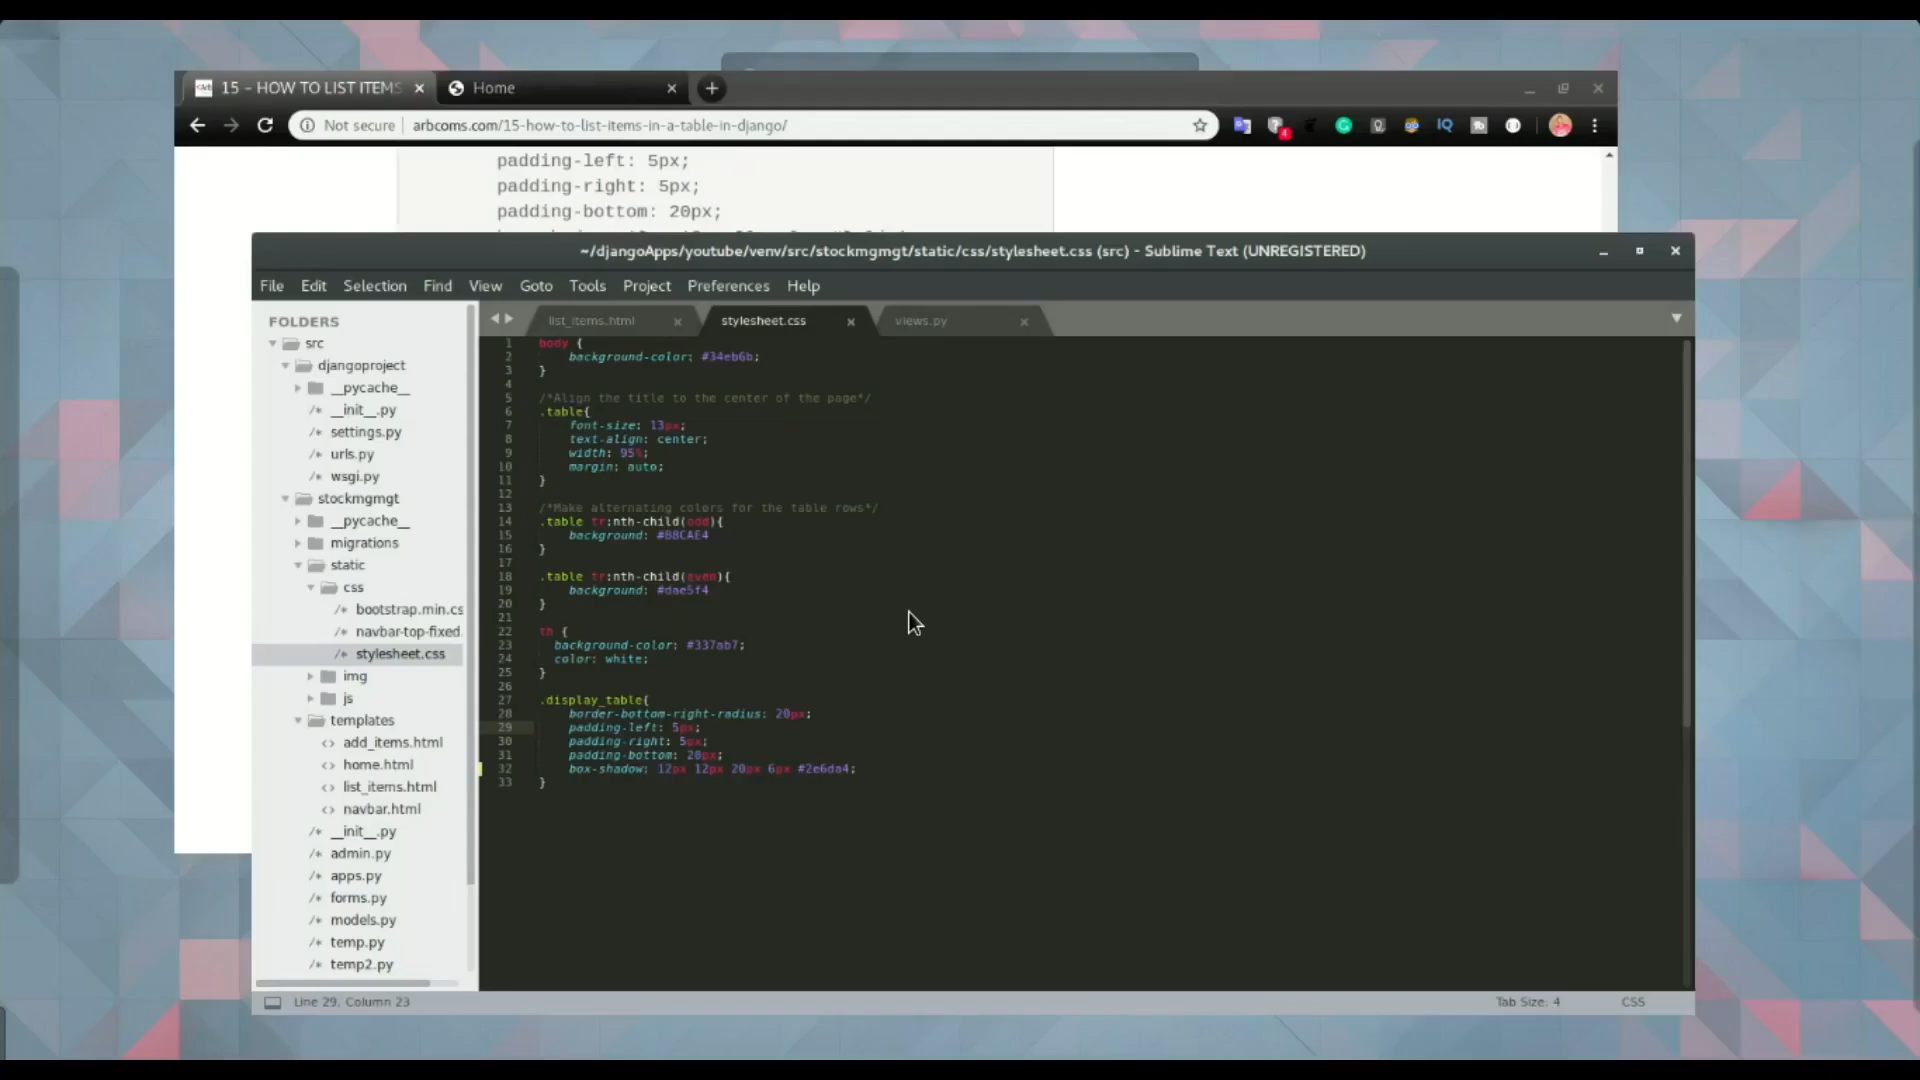 15 – HOW TO LIST ITEMS
Home
Not secure
arbcoms.com/15-how-to-list-items-in-a-table-in-django/
4
IQ
padding-left: 5px;
padding-right: 5px;
padding-bottom: 20px;
~/djangoApps/youtube/venv/src/stockmgmgt/static/css/stylesheet.css (src) - Sublime Text (UNREGISTERED)
File Edit Selection Find View Goto Tools Project Preferences Help
FOLDERS
src
djangoproject
__pycache__
__init__.py
settings.py
urls.py
wsgi.py
stockmgmgt
__pycache__
migrations
static
css
bootstrap.min.cs
navbar-top-fixed.
stylesheet.css
img
js
templates
add_items.html
home.html
list_items.html
navbar.html
__init__.py
admin.py
apps.py
forms.py
models.py
temp.py
temp2.py
list_items.html
stylesheet.css
views.py
1 body {
2 background-color: #34eb6b;
3 }
4
5 /*Align the title to the center of the page*/
6 .table{
7 font-size: 13px;
8 text-align: center;
9 width: 95%;
10 margin: auto;
11 }
12
13 /*Make alternating colors for the table rows*/
14 .table tr:nth-child(odd){
15 background: #B8CAE4
16 }
17
18 .table tr:nth-child(even){
19 background: #dae5f4
20 }
21
22 th {
23 background-color: #337ab7;
24 color: white;
25 }
26
27 .display_table{
28 border-bottom-right-radius: 20px;
29 padding-left: 5px;
30 padding-right: 5px;
31 padding-bottom: 20px;
32 box-shadow: 12px 12px 20px 6px #2e6da4;
33 }
Line 29, Column 23
Tab Size: 4
CSS